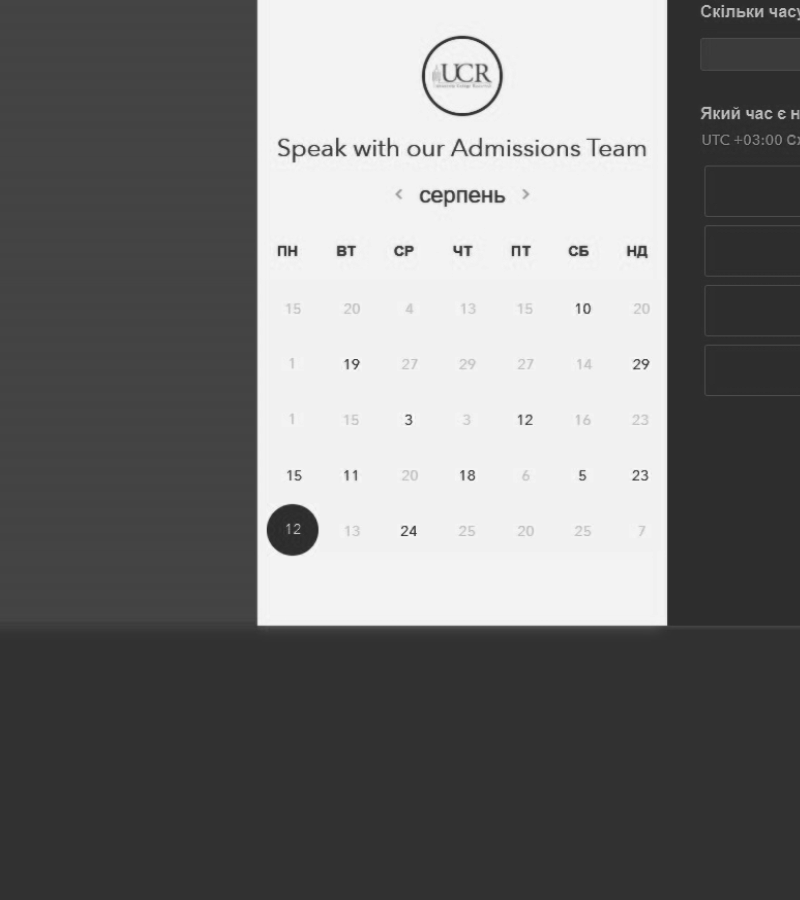 Скільки часу
UCR
Speak with our Admissions Team
< серпень >
Який час є н
UTC +03:00
ПН ВТ СР ЧТ ПТ СБ НД
15 20 4 13 15 10 20
1 19 27 29 27 14 29
1 15 3 3 12 16 23
15 11 20 18 6 5 23
12 13 24 25 20 25 7